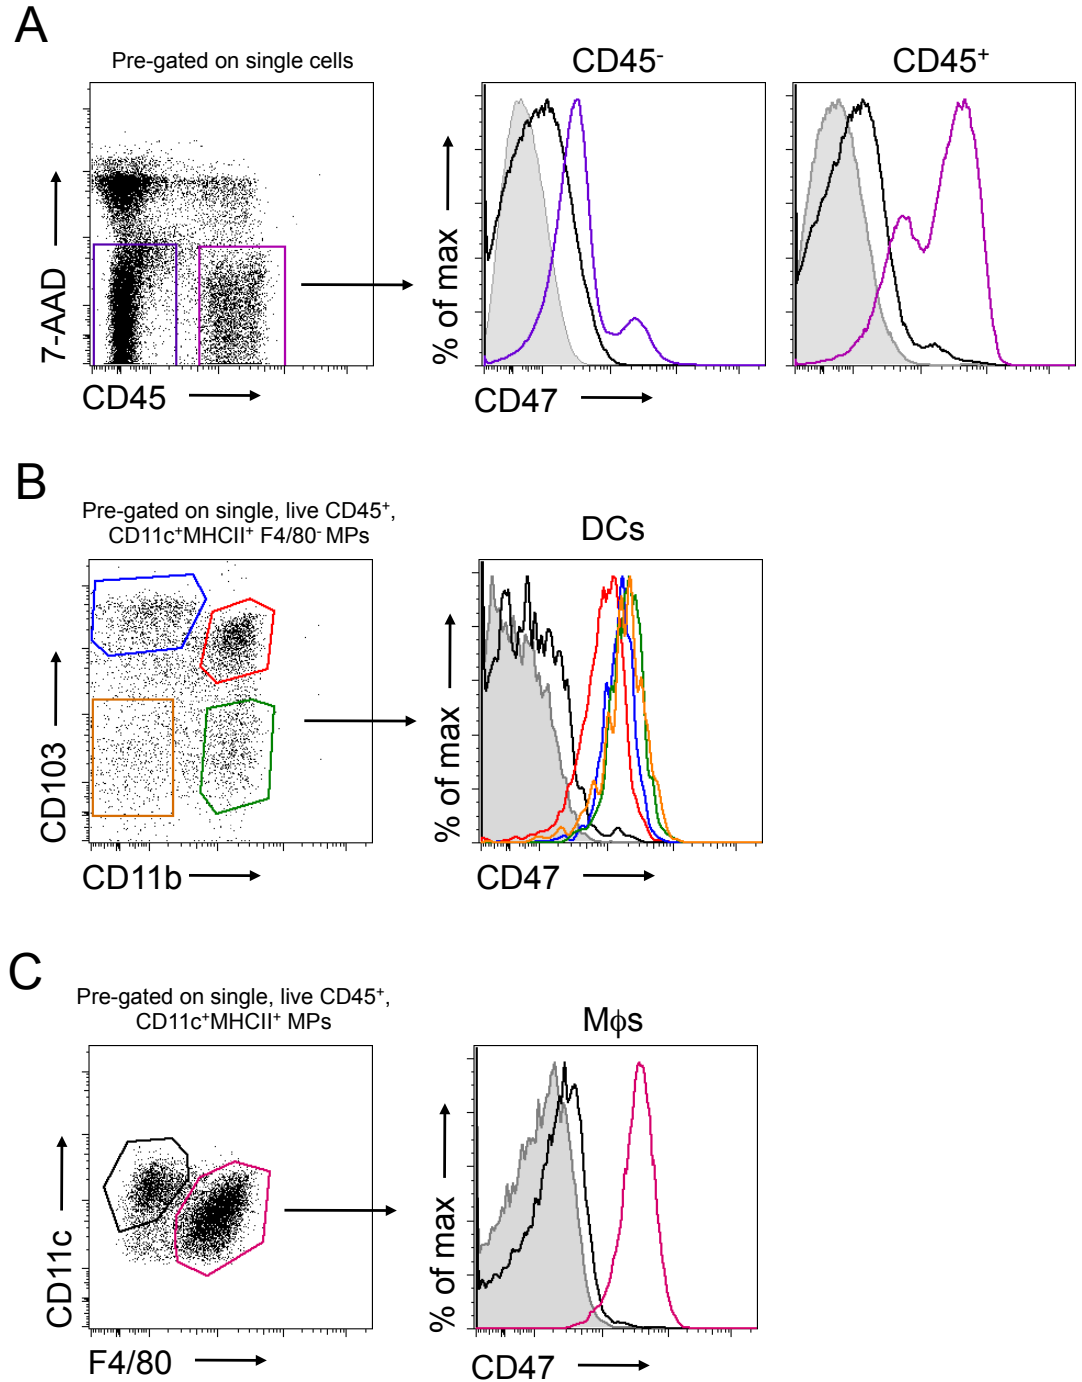 A
Pre-gated on single cells
CD45⁻
CD45⁺
7-AAD
% of max
CD45
CD47
B
Pre-gated on single, live CD45⁺,
CD11c⁺MHCII⁺ F4/80⁻ MPs
DCs
CD103
% of max
CD11b
CD47
C
Pre-gated on single, live CD45⁺,
CD11c⁺MHCII⁺ MPs
Mϕs
CD11c
% of max
F4/80
CD47